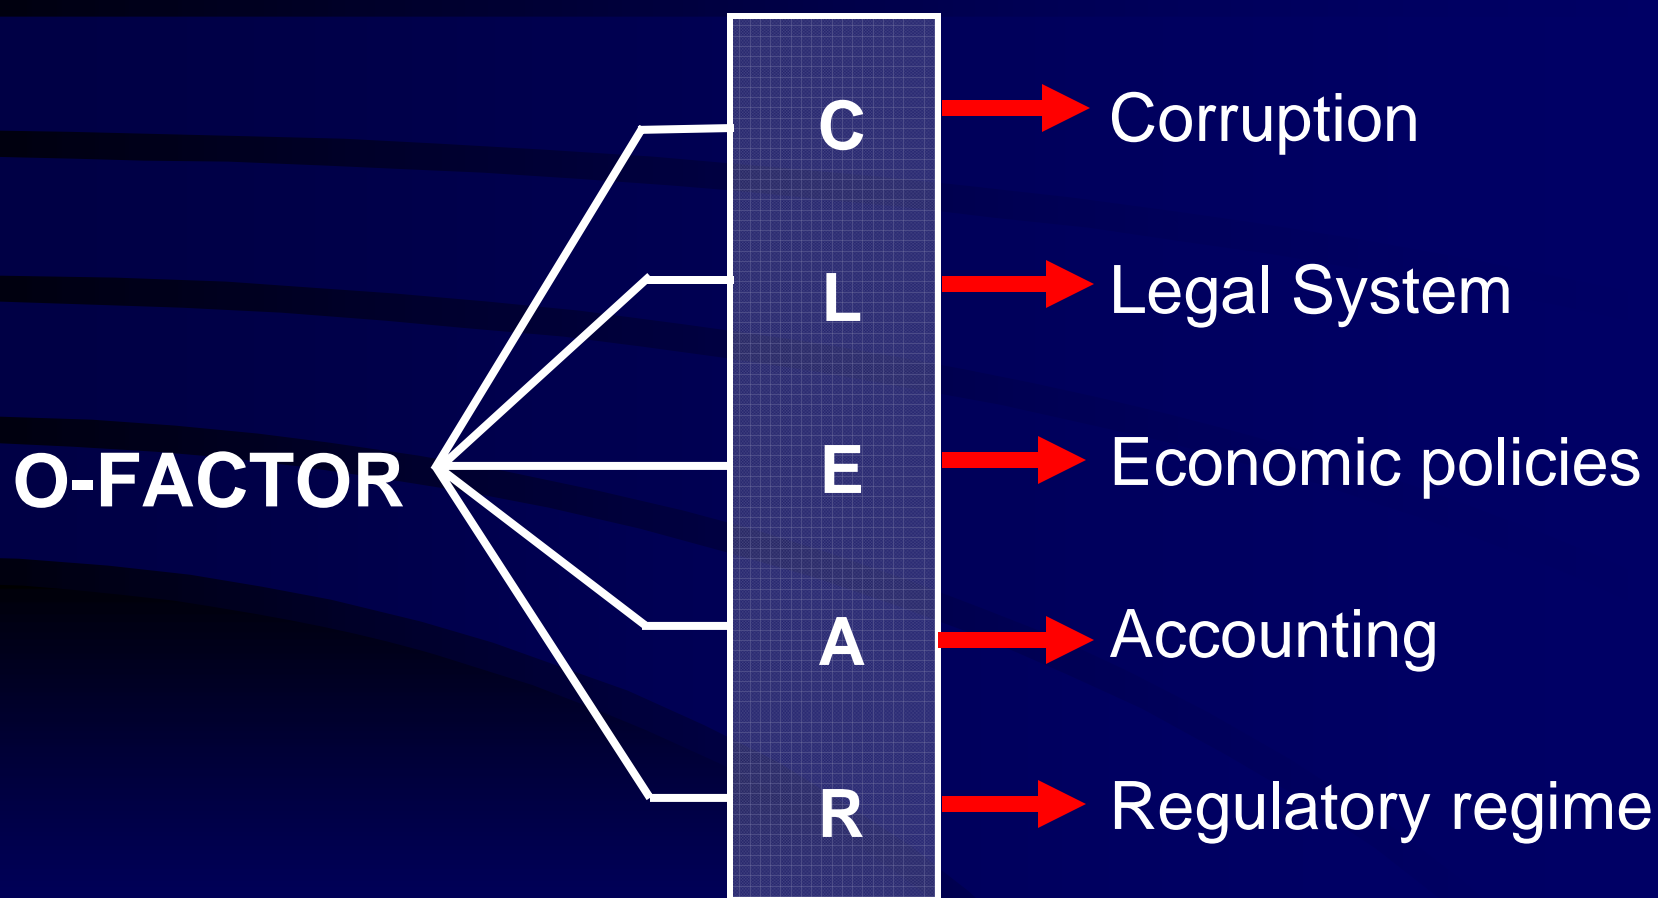 C
Corruption
L
Legal System
O-FACTOR
E
Economic policies
A
Accounting
R
Regulatory regime